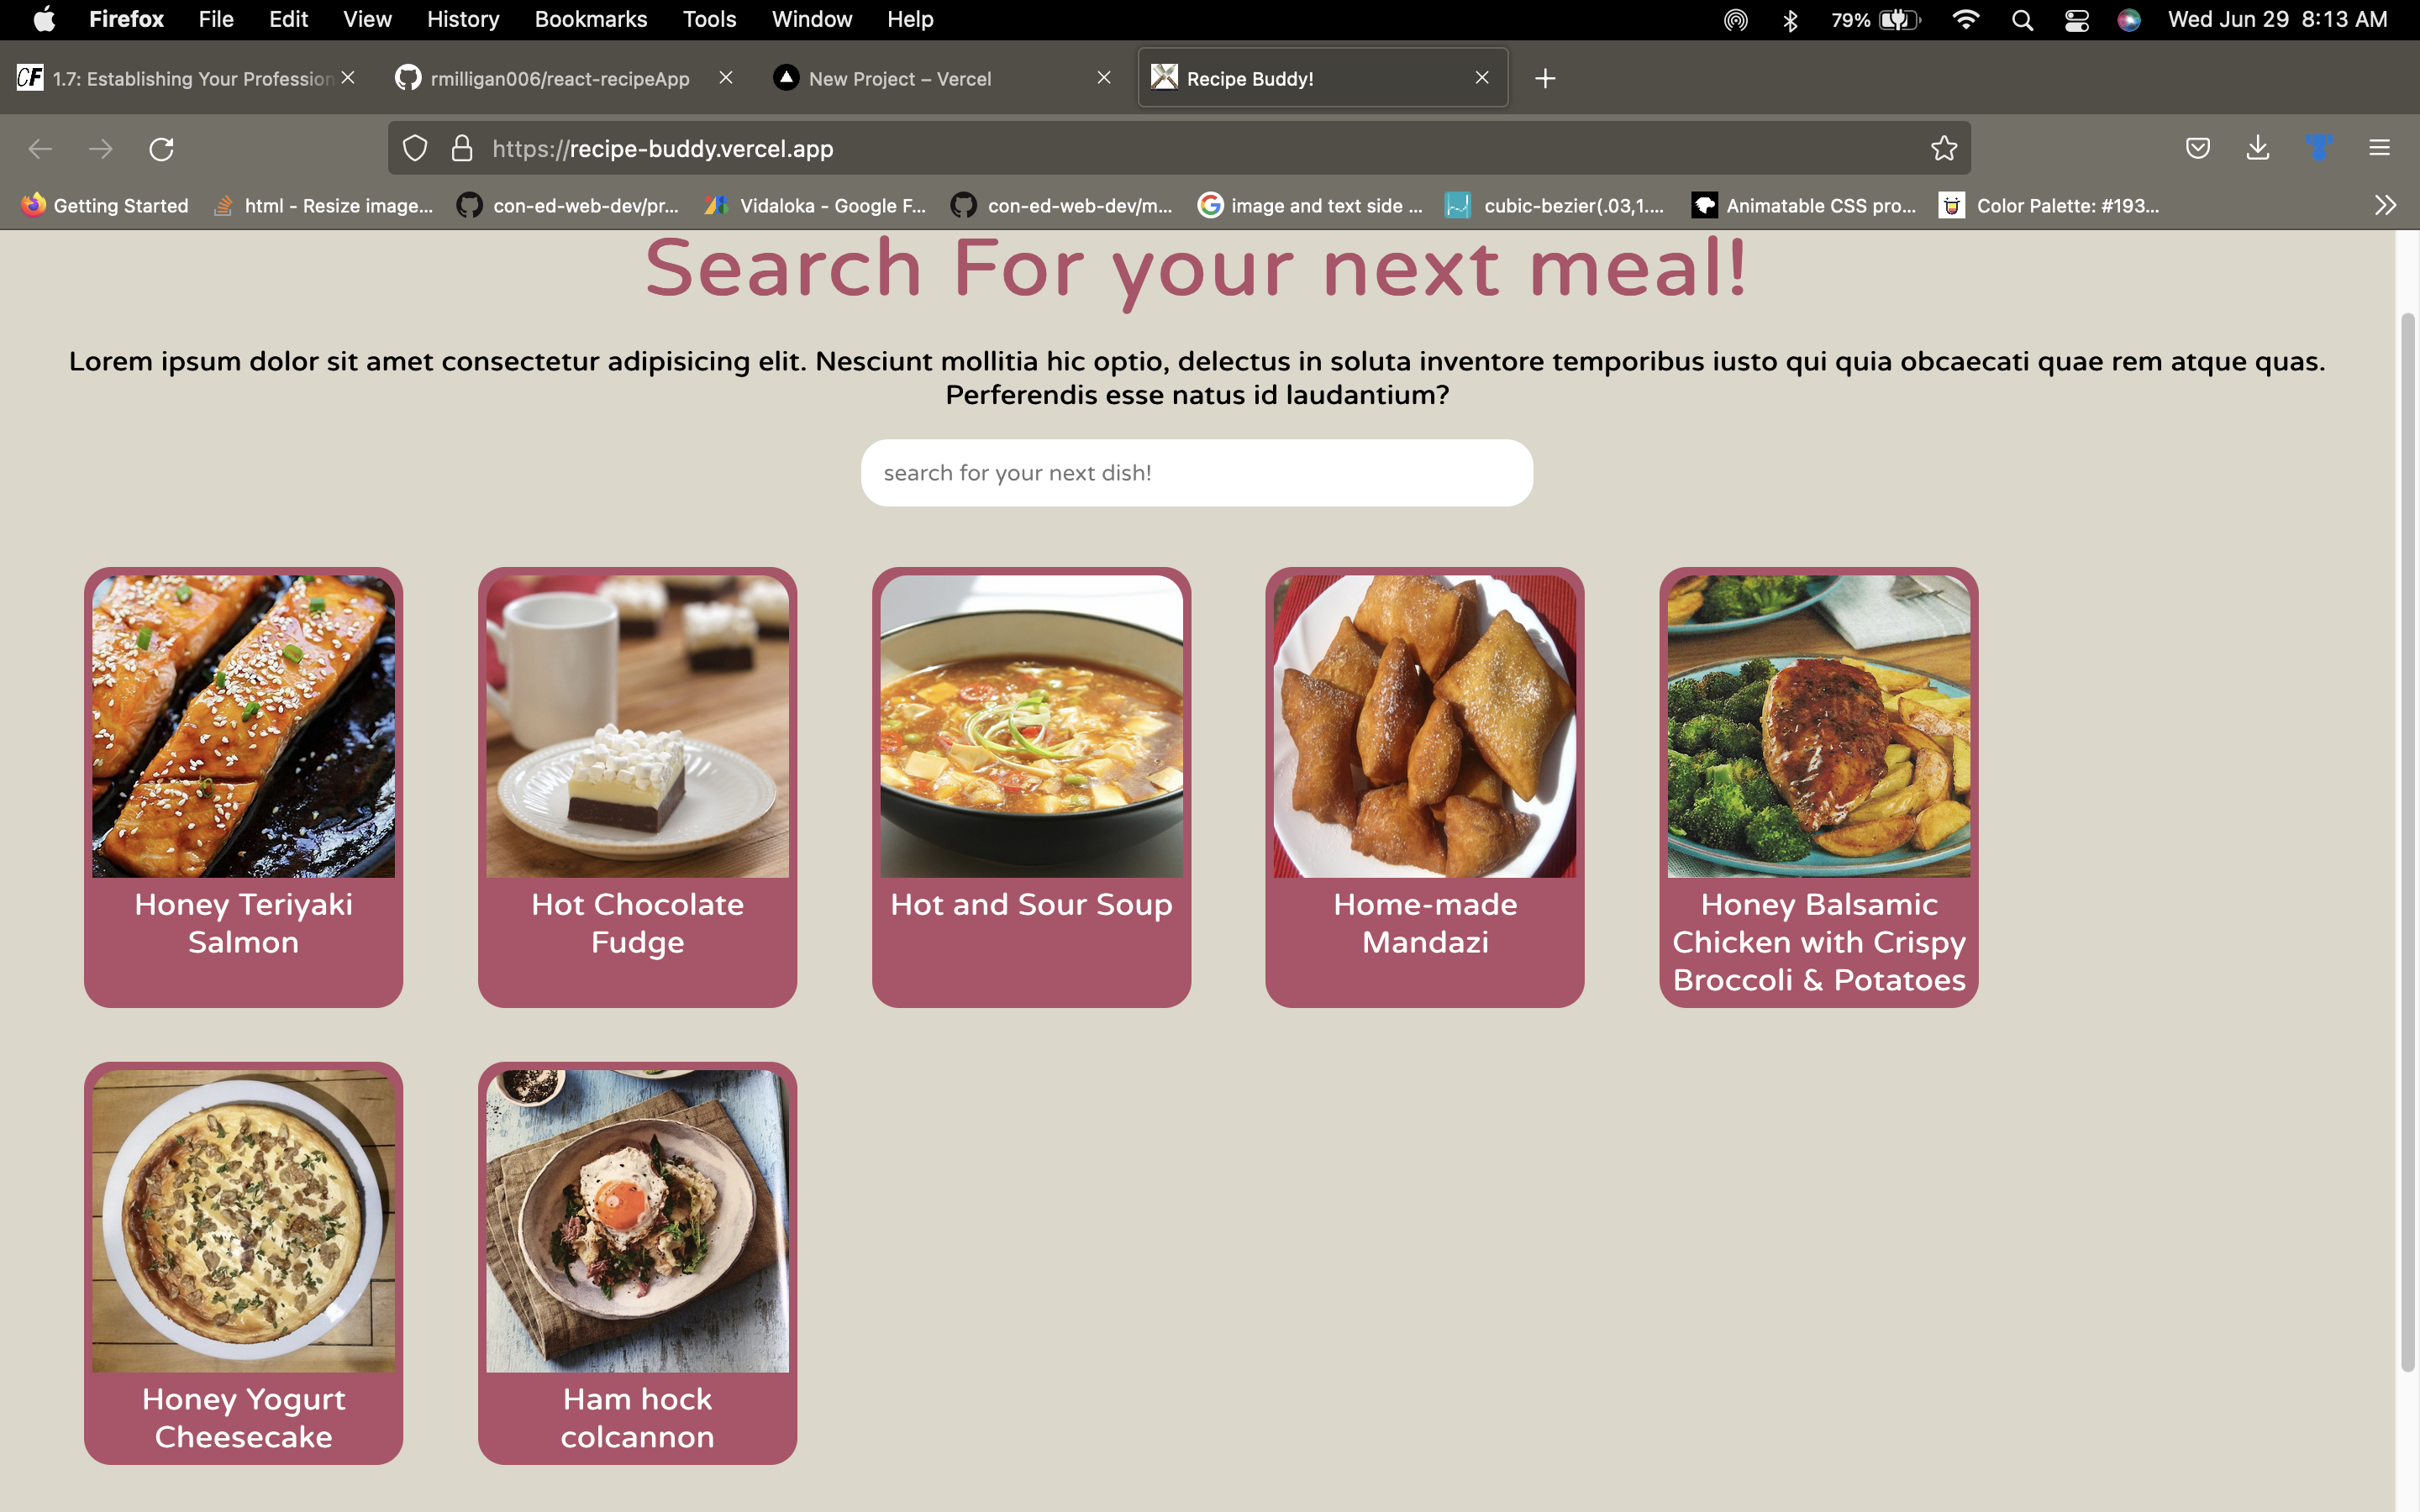 Firefox File Edit View History Bookmarks Tools Window Help 79% Wed Jun 29 8:13 AM
CF 1.7: Establishing Your Profession rmilligan006/react-recipeApp New Project – Vercel Recipe Buddy!
https://recipe-buddy.vercel.app
Getting Started html - Resize image... con-ed-web-dev/pr... Vidaloka - Google F... con-ed-web-dev/m... image and text side ... cubic-bezier(.03,1.... Animatable CSS pro... Color Palette: #193...
Search For your next meal!
Lorem ipsum dolor sit amet consectetur adipisicing elit. Nesciunt mollitia hic optio, delectus in soluta inventore temporibus iusto qui quia obcaecati quae rem atque quas.
Perferendis esse natus id laudantium?
search for your next dish!
Honey Teriyaki
Salmon
Hot Chocolate
Fudge
Hot and Sour Soup
Home-made
Mandazi
Honey Balsamic
Chicken with Crispy
Broccoli & Potatoes
Honey Yogurt
Cheesecake
Ham hock
colcannon